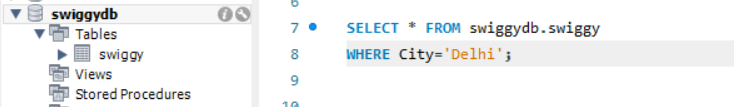 swiggydb
Tables
swiggy
Views
Stored Procedures
6
7 SELECT * FROM swiggydb.swiggy
8 WHERE City='Delhi';
9
10